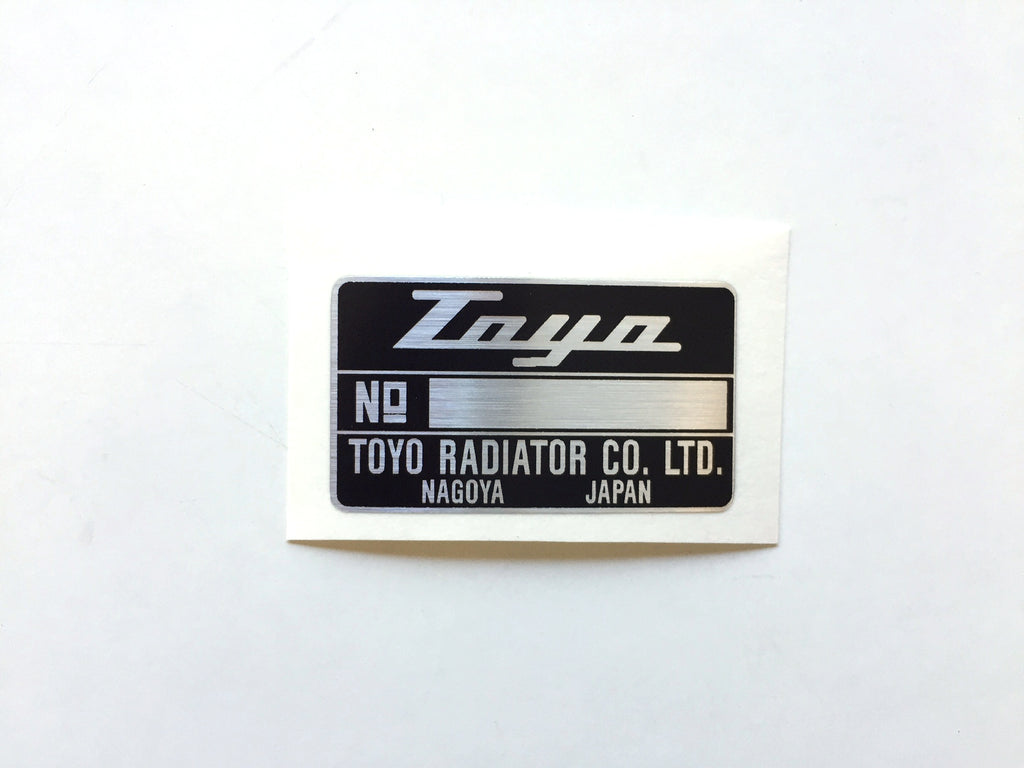 Toyo
No
TOYO RADIATOR CO. LTD.
NAGOYA JAPAN